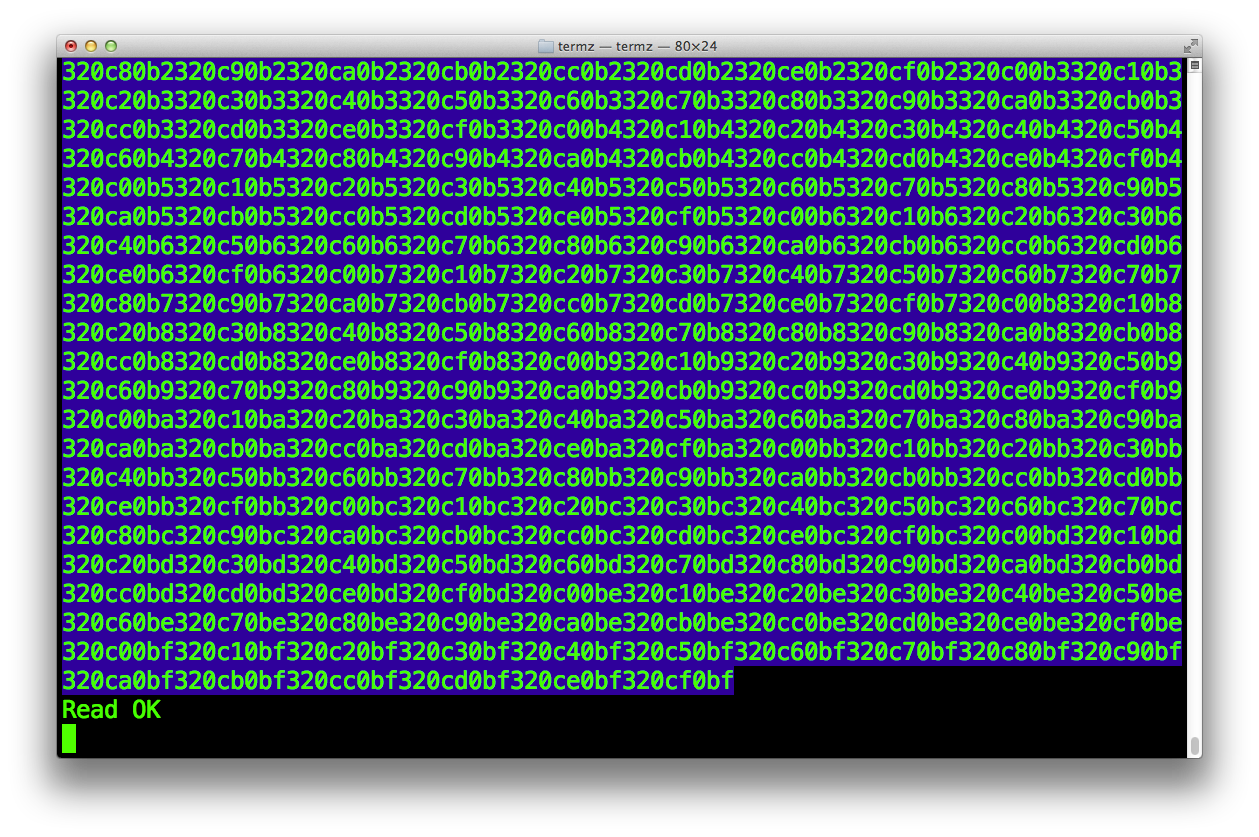 termz — termz — 80×24
320c80b2320c90b2320ca0b2320cb0b2320cc0b2320cd0b2320ce0b2320cf0b2320c00b3320c10b3
320c20b3320c30b3320c40b3320c50b3320c60b3320c70b3320c80b3320c90b3320ca0b3320cb0b3
320cc0b3320cd0b3320ce0b3320cf0b3320c00b4320c10b4320c20b4320c30b4320c40b4320c50b4
320c60b4320c70b4320c80b4320c90b4320ca0b4320cb0b4320cc0b4320cd0b4320ce0b4320cf0b4
320c00b5320c10b5320c20b5320c30b5320c40b5320c50b5320c60b5320c70b5320c80b5320c90b5
320ca0b5320cb0b5320cc0b5320cd0b5320ce0b5320cf0b5320c00b6320c10b6320c20b6320c30b6
320c40b6320c50b6320c60b6320c70b6320c80b6320c90b6320ca0b6320cb0b6320cc0b6320cd0b6
320ce0b6320cf0b6320c00b7320c10b7320c20b7320c30b7320c40b7320c50b7320c60b7320c70b7
320c80b7320c90b7320ca0b7320cb0b7320cc0b7320cd0b7320ce0b7320cf0b7320c00b8320c10b8
320c20b8320c30b8320c40b8320c50b8320c60b8320c70b8320c80b8320c90b8320ca0b8320cb0b8
320cc0b8320cd0b8320ce0b8320cf0b8320c00b9320c10b9320c20b9320c30b9320c40b9320c50b9
320c60b9320c70b9320c80b9320c90b9320ca0b9320cb0b9320cc0b9320cd0b9320ce0b9320cf0b9
320c00ba320c10ba320c20ba320c30ba320c40ba320c50ba320c60ba320c70ba320c80ba320c90ba
320ca0ba320cb0ba320cc0ba320cd0ba320ce0ba320cf0ba320c00bb320c10bb320c20bb320c30bb
320c40bb320c50bb320c60bb320c70bb320c80bb320c90bb320ca0bb320cb0bb320cc0bb320cd0bb
320ce0bb320cf0bb320c00bc320c10bc320c20bc320c30bc320c40bc320c50bc320c60bc320c70bc
320c80bc320c90bc320ca0bc320cb0bc320cc0bc320cd0bc320ce0bc320cf0bc320c00bd320c10bd
320c20bd320c30bd320c40bd320c50bd320c60bd320c70bd320c80bd320c90bd320ca0bd320cb0bd
320cc0bd320cd0bd320ce0bd320cf0bd320c00be320c10be320c20be320c30be320c40be320c50be
320c60be320c70be320c80be320c90be320ca0be320cb0be320cc0be320cd0be320ce0be320cf0be
320c00bf320c10bf320c20bf320c30bf320c40bf320c50bf320c60bf320c70bf320c80bf320c90bf
320ca0bf320cb0bf320cc0bf320cd0bf320ce0bf320cf0bf
Read OK